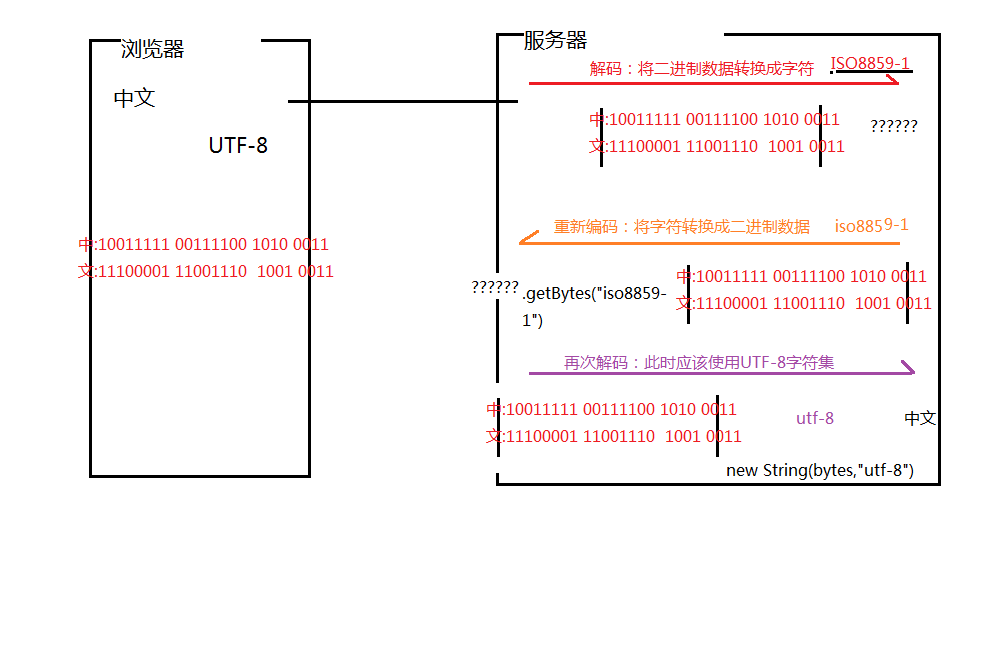 浏览器
中文
UTF-8
中:10011111 00111100 1010 0011
文:11100001 11001110  1001 0011
服务器
解码：将二进制数据转换成字符 ISO8859-1
中:10011111 00111100 1010 0011
文:11100001 11001110  1001 0011
??????
重新编码：将字符转换成二进制数据 iso8859-1
中:10011111 00111100 1010 0011
文:11100001 11001110  1001 0011
??????
.getBytes("iso8859-
1")
再次解码：此时应该使用UTF-8字符集
中:10011111 00111100 1010 0011
文:11100001 11001110  1001 0011
utf-8
中文
new String(bytes,"utf-8")